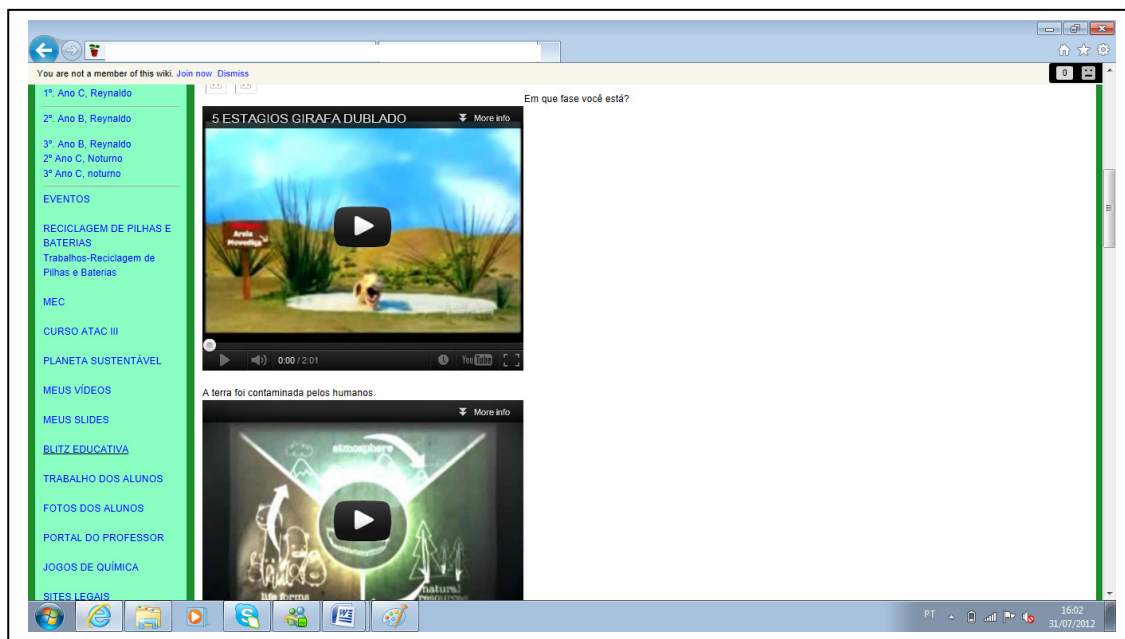 You are not a member of this wiki. Join now Dismiss
0
1º. Ano C, Reynaldo
2º. Ano B, Reynaldo
3º. Ano B, Reynaldo
2º Ano C, Noturno
3º Ano C, noturno
EVENTOS
RECICLAGEM DE PILHAS E
BATERIAS
Trabalhos-Reciclagem de
Pilhas e Baterias
MEC
CURSO ATAC III
PLANETA SUSTENTÁVEL
MEUS VÍDEOS
MEUS SLIDES
BLITZ EDUCATIVA
TRABALHO DOS ALUNOS
FOTOS DOS ALUNOS
PORTAL DO PROFESSOR
JOGOS DE QUÍMICA
SITES LEGAIS
Em que fase você está?
5 ESTAGIOS GIRAFA DUBLADO
More info
Areia
Movediça
0:00 / 2:01
YouTube
A terra foi contaminada pelos humanos.
More info
atmosphere
life forms
natural
resources
PT
16:02
31/07/2012